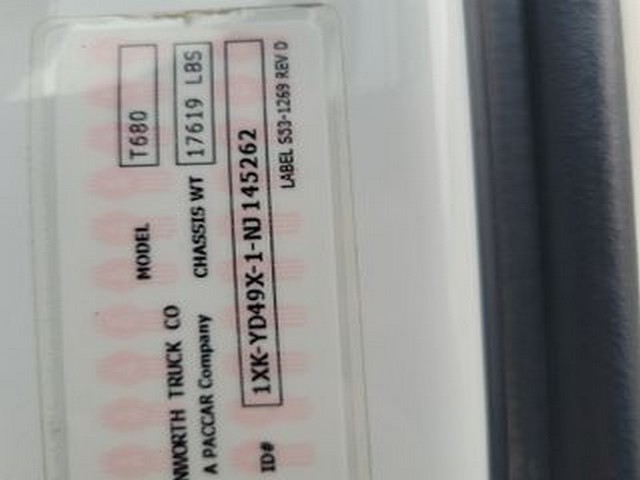 MODEL T680
NWORTH TRUCK CO
CHASSIS WT 17619 LBS
A PACCAR Company
ID# 1XK-YD49X-1-NJ145262
LABEL S53-1269 REV D